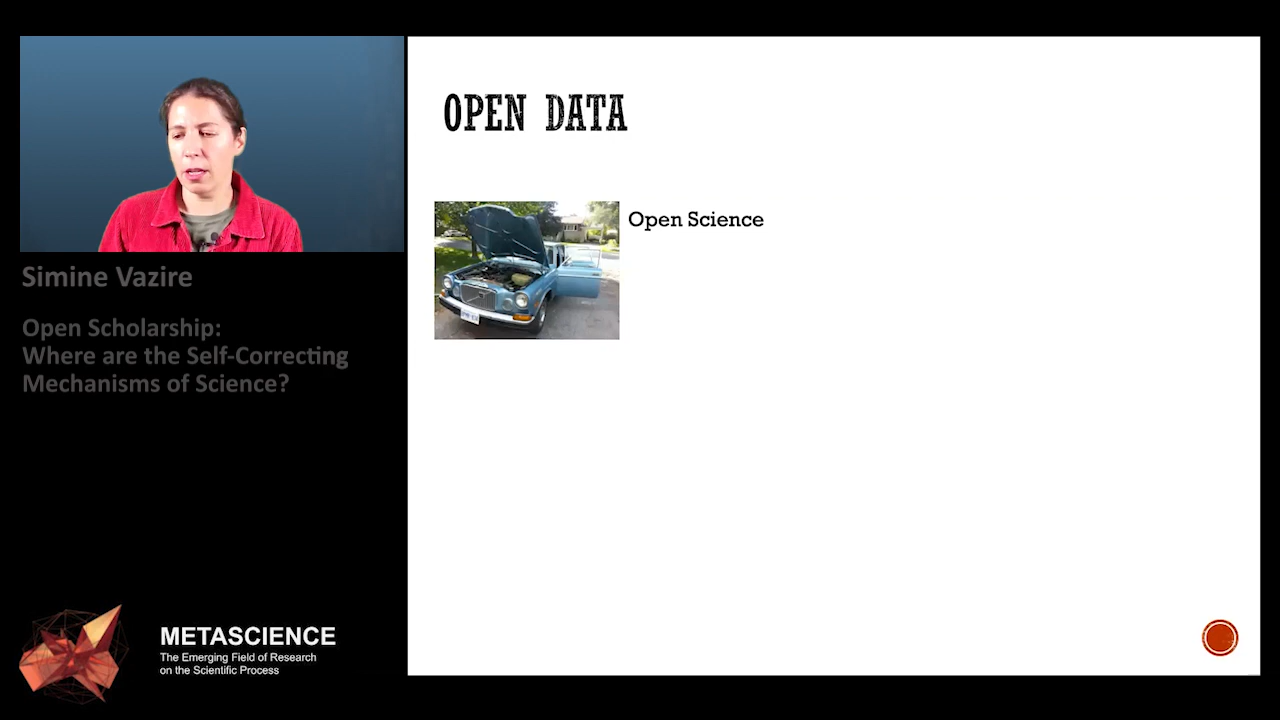 OPEN DATA
Open Science
Simine Vazire
Open Scholarship:
Where are the Self-Correcting
Mechanisms of Science?
METASCIENCE
The Emerging Field of Research
on the Scientific Process